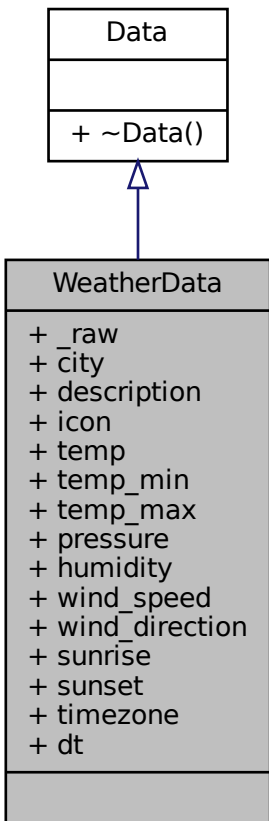 Data
+ ~Data()
WeatherData
+ _raw
+ city
+ description
+ icon
+ temp
+ temp_min
+ temp_max
+ pressure
+ humidity
+ wind_speed
+ wind_direction
+ sunrise
+ sunset
+ timezone
+ dt